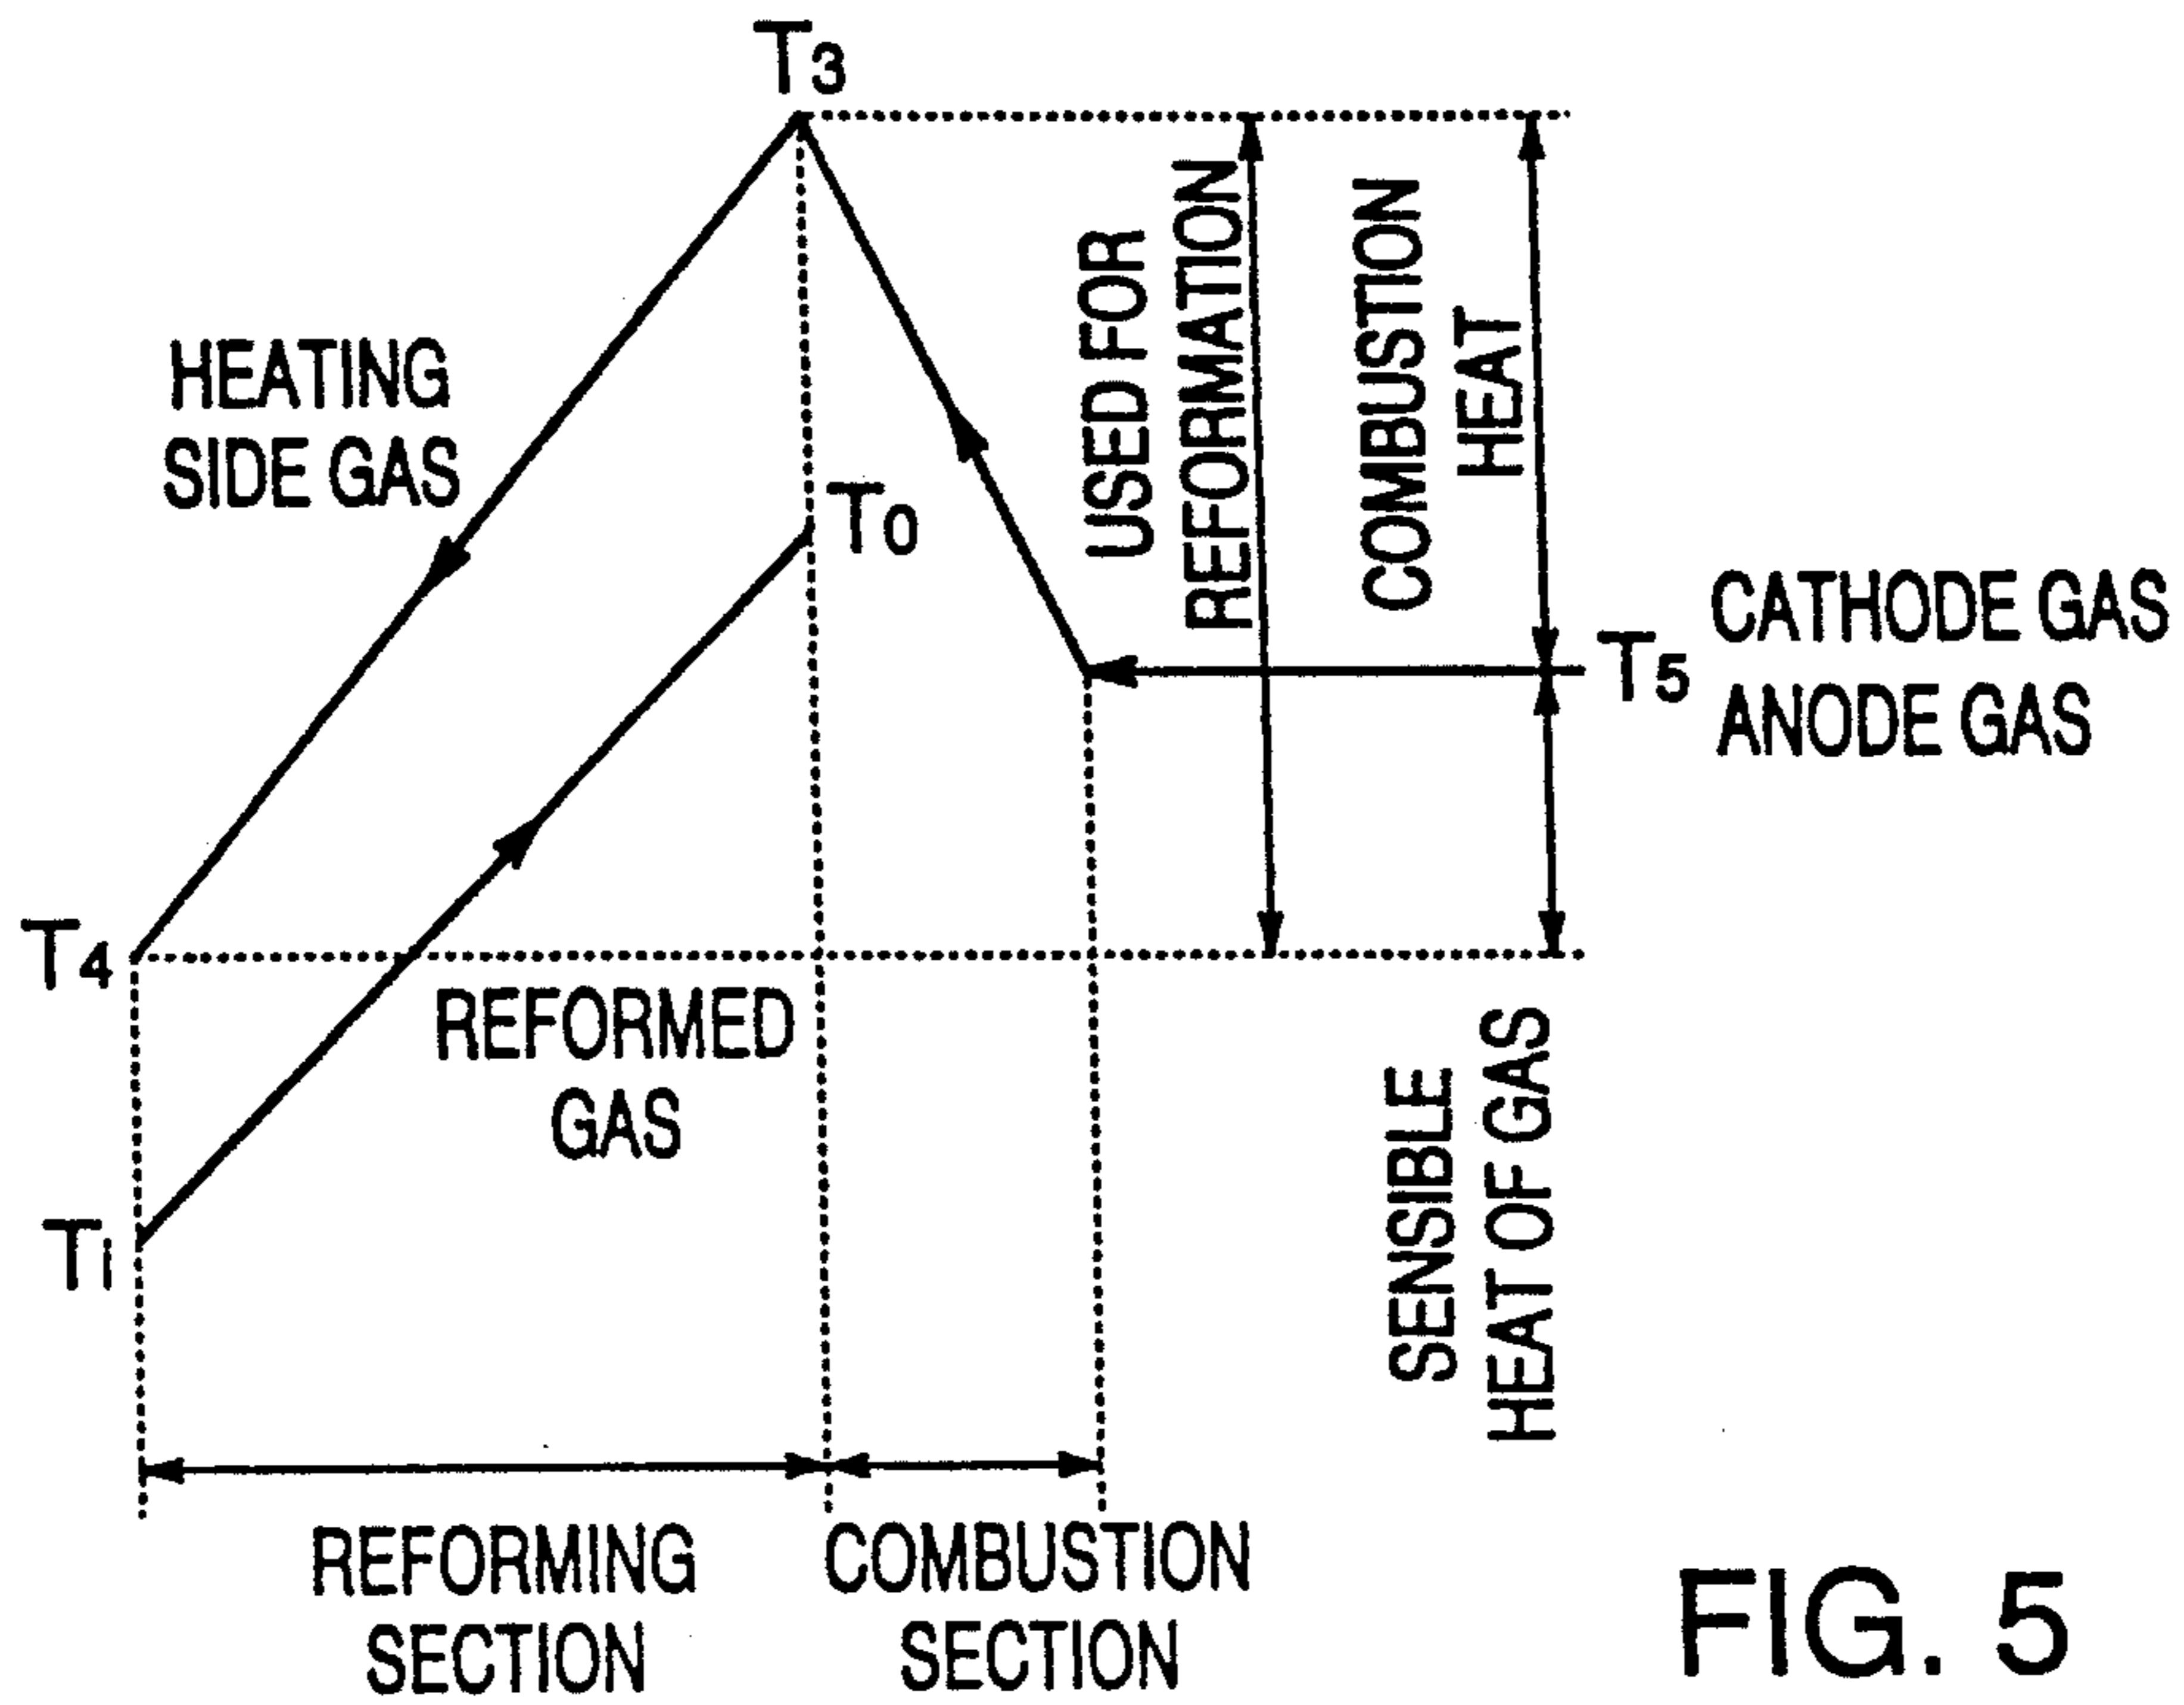 T3
USED FOR
REFORMATION
COMBUSTION
HEAT
HEATING
SIDE GAS
T0
T5
CATHODE GAS
ANODE GAS
T4
REFORMED
GAS
SENSIBLE
HEAT OF GAS
T1
REFORMING
SECTION
COMBUSTION
SECTION
FIG. 5